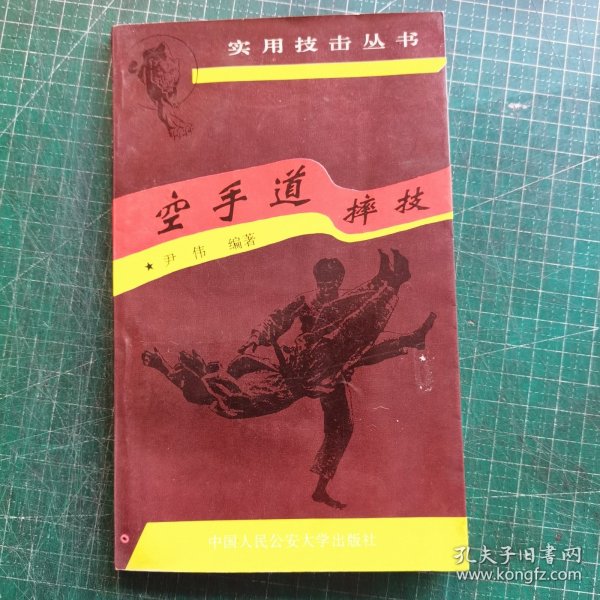 实用技击丛书
空手道 摔技
★尹伟 编著
中国人民公安大学出版社
孔夫子旧书网
www.kongfz.com